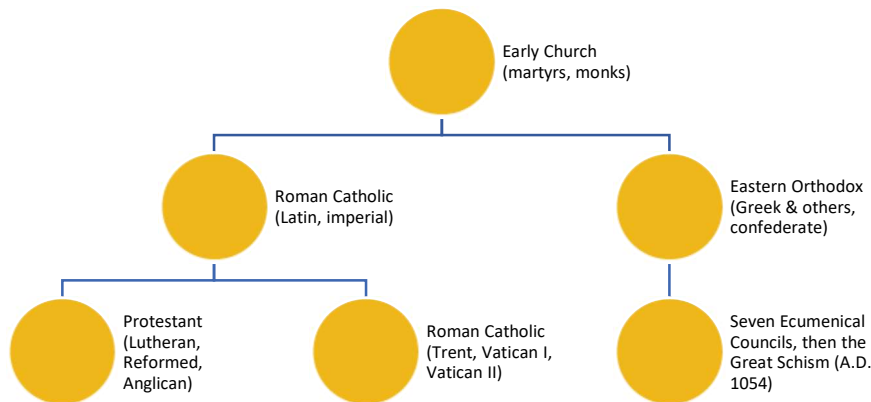 Early Church
(martyrs, monks)
Roman Catholic
(Latin, imperial)
Eastern Orthodox
(Greek & others,
confederate)
Protestant
(Lutheran,
Reformed,
Anglican)
Roman Catholic
(Trent, Vatican I,
Vatican II)
Seven Ecumenical
Councils, then the
Great Schism (A.D.
1054)